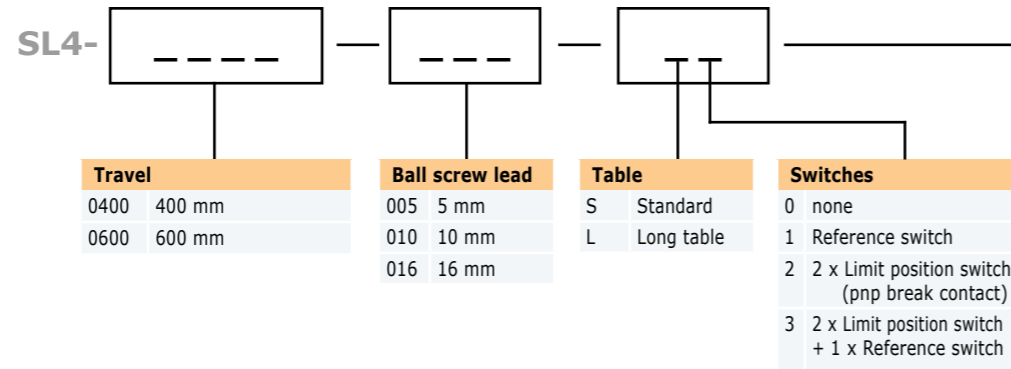 SL4-
Travel
0400 400 mm
0600 600 mm
Ball screw lead
005 5 mm
010 10 mm
016 16 mm
Table
S Standard
L Long table
Switches
0 none
1 Reference switch
2 2 x Limit position switch
(pnp break contact)
3 2 x Limit position switch
+ 1 x Reference switch